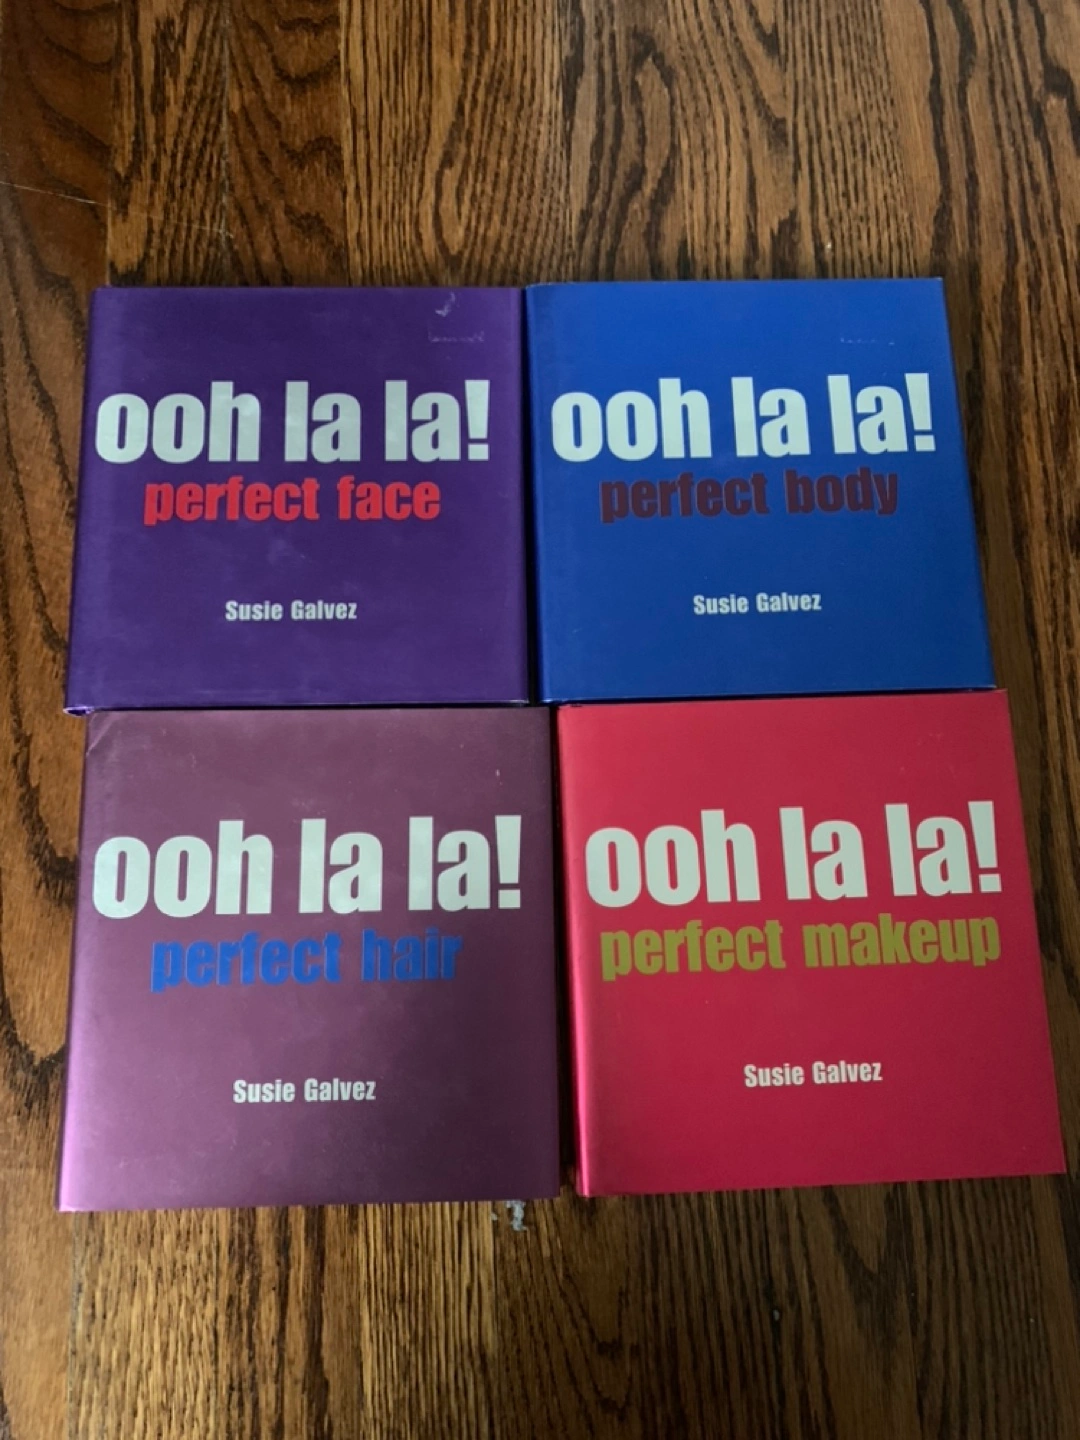 ooh la la!
perfect face
Susie Galvez
ooh la la!
perfect body
Susie Galvez
ooh la la!
perfect hair
Susie Galvez
ooh la la!
perfect makeup
Susie Galvez